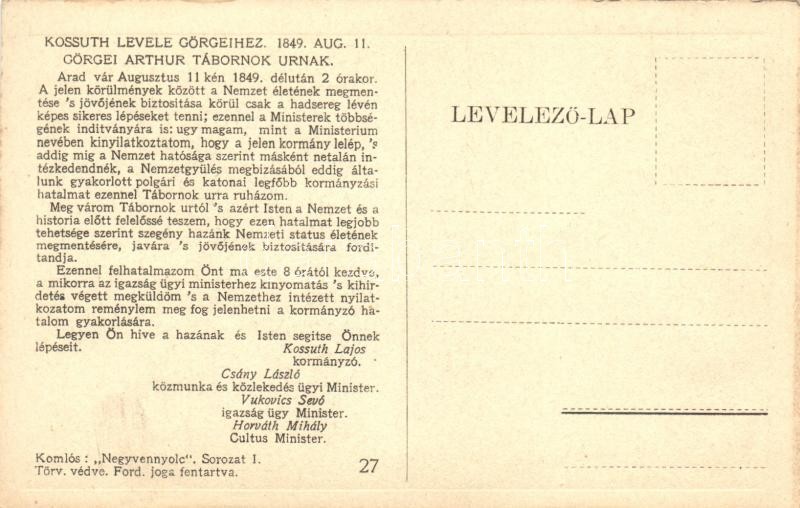 KOSSUTH LEVELE GÖRGEIHEZ. 1849. AUG. 11.
GÖRGEI ARTHUR TÁBORNOK URNAK.
Arad vár Augusztus 11 kén 1849. délután 2 órakor.
A jelen körülmények között a Nemzet életének megmen-
tése 's jövőjének biztositása körül csak a hadsereg lévén
képes sikeres lépéseket tenni; ezennel a Ministerek többsé-
gének inditványára is: ugy magam, mint a Ministerium
nevében kinyilatkoztatom, hogy a jelen kormány lelép, 's
addig mig a Nemzet hatósága szerint másként netalán in-
tézkedendnék, a Nemzetgyülés megbizásából eddig álta-
lunk gyakorlott polgári és katonai legfőbb kormányzási
hatalmat ezennel Tábornok urra ruházom.
Meg várom Tábornok urtól 's azért Isten a Nemzet és a
historia előtt felelőssé teszem, hogy ezen hatalmat legjobb
tehetsége szerint szegény hazánk Nemzeti status életének
megmentésére, javára 's jövőjének biztositására fordi-
tandja.
Ezennel felhatalmazom Önt ma este 8 órától kezdve,
a mikorra az igazság ügyi ministerhez kinyomatás 's kihir-
detés végett megküldöm 's a Nemzethez intézett nyilat-
kozatom reménylem meg fog jelenhetni a kormányzó ha-
talom gyakorlására.
Legyen Ön hive a hazának és Isten segitse Önnek
lépéseit. Kossuth Lajos
kormányzó.
Csány László
közmunka és közlekedés ügyi Minister.
Vukovics Sevó
igazság ügy Minister.
Horváth Mihály
Cultus Minister.
Komlós : „Negyvennyolc". Sorozat I.
Törv. védve. Ford. joga fentartva. 27
LEVELEZŐ-LAP